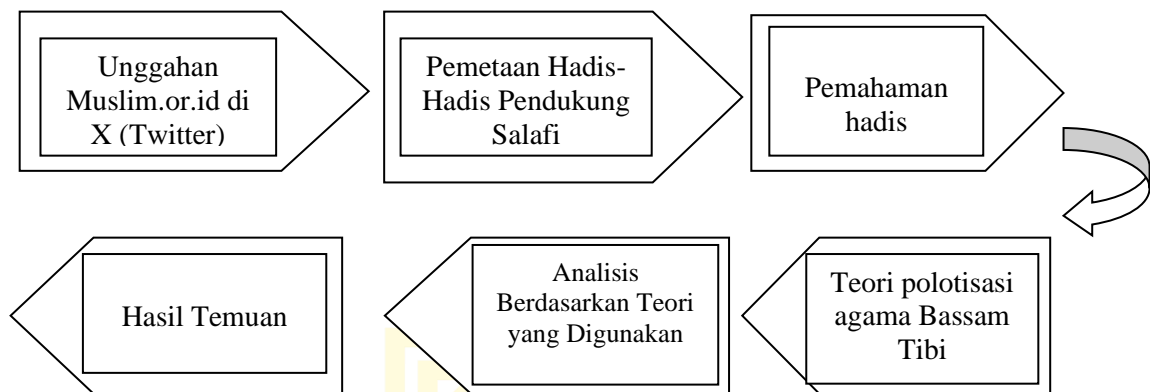 Unggahan
Muslim.or.id di
X (Twitter)
Pemetaan Hadis-
Hadis Pendukung
Salafi
Pemahaman
hadis
Teori polotisasi
agama Bassam
Tibi
Analisis
Berdasarkan Teori
yang Digunakan
Hasil Temuan